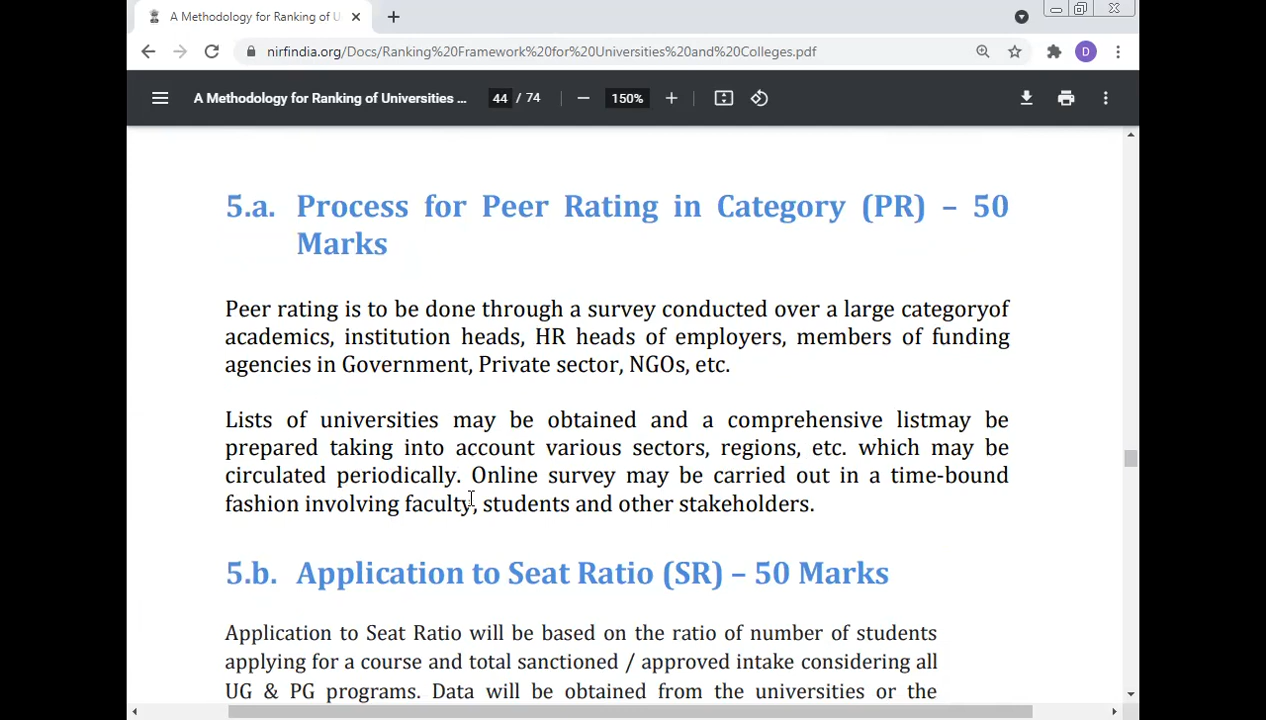 A Methodology for Ranking of U
nirfindia.org/Docs/Ranking%20Framework%20for%20Universities%20and%20Colleges.pdf
D
A Methodology for Ranking of Universities ...
44 / 74
150%
5.a. Process for Peer Rating in Category (PR) – 50
Marks
Peer rating is to be done through a survey conducted over a large categoryof
academics, institution heads, HR heads of employers, members of funding
agencies in Government, Private sector, NGOs, etc.
Lists of universities may be obtained and a comprehensive listmay be
prepared taking into account various sectors, regions, etc. which may be
circulated periodically. Online survey may be carried out in a time-bound
fashion involving faculty, students and other stakeholders.
5.b. Application to Seat Ratio (SR) – 50 Marks
Application to Seat Ratio will be based on the ratio of number of students
applying for a course and total sanctioned / approved intake considering all
UG & PG programs. Data will be obtained from the universities or the